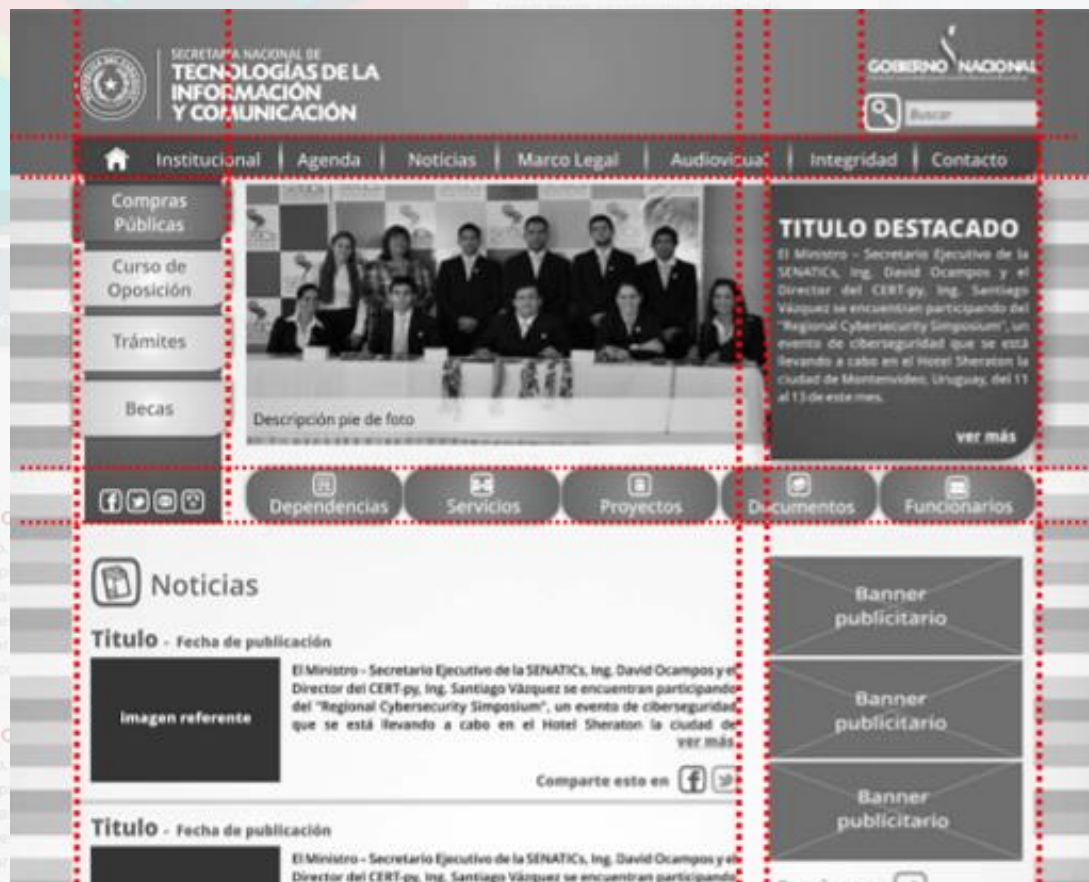 SECRETARIA NACIONAL DE
TECNOLOGÍAS DE LA
INFORMACIÓN
Y COMUNICACIÓN
GOBIERNO NACIONAL
Buscar
Institucional Agenda Noticias Marco Legal Audiovisual Integridad Contacto
Compras
Públicas
Curso de
Oposición
Trámites
Becas
Descripción pie de foto
TITULO DESTACADO
El Ministro - Secretario Ejecutivo de la
SENATICs, Ing. David Ocampos y el
Director del CERT-py, Ing. Santiago
Vázquez se encuentran participando del
"Regional Cybersecurity Simposium", un
evento de ciberseguridad que se está
llevando a cabo en el Hotel Sheraton la
ciudad de Montenvideo, Uruguay, del 11
al 13 de este mes.
ver más
Dependencias Servicios Proyectos Documentos Funcionarios
Noticias
Titulo - Fecha de publicación
Imagen referente
El Ministro - Secretario Ejecutivo de la SENATICs, Ing. David Ocampos y el
Director del CERT-py, Ing. Santiago Vázquez se encuentran participando
del "Regional Cybersecurity Simposium", un evento de ciberseguridad
que se está llevando a cabo en el Hotel Sheraton la ciudad de
ver más
Comparte esto en
Titulo - Fecha de publicación
El Ministro - Secretario Ejecutivo de la SENATICs, Ing. David Ocampos y el
Director del CERT-py, Ing. Santiago Vázquez se encuentran participando
Banner
publicitario
Banner
publicitario
Banner
publicitario